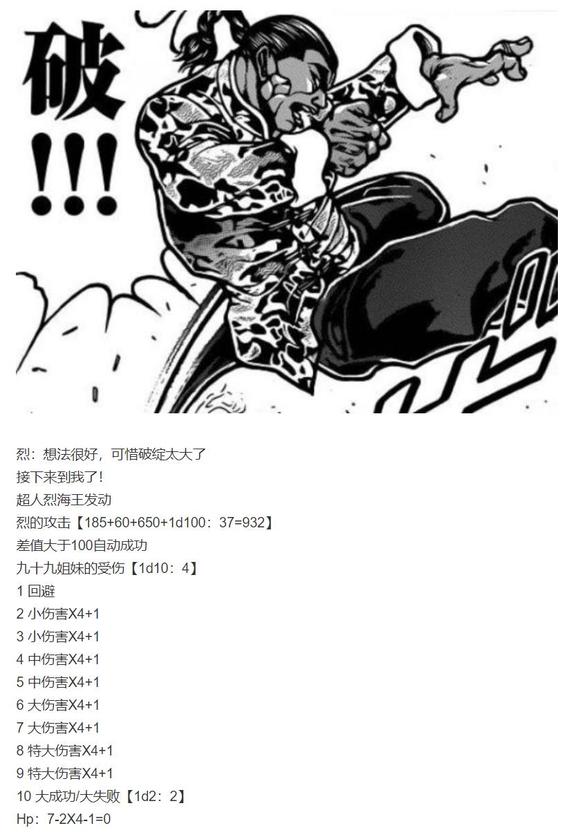 破
!!!
烈：想法很好，可惜破绽太大了
接下来到我了！
超人烈海王发动
烈的攻击【185+60+650+1d100：37=932】
差值大于100自动成功
九十九姐妹的受伤【1d10：4】
1 回避
2 小伤害X4+1
3 小伤害X4+1
4 中伤害X4+1
5 中伤害X4+1
6 大伤害X4+1
7 大伤害X4+1
8 特大伤害X4+1
9 特大伤害X4+1
10 大成功/大失败【1d2：2】
Hp：7-2X4-1=0